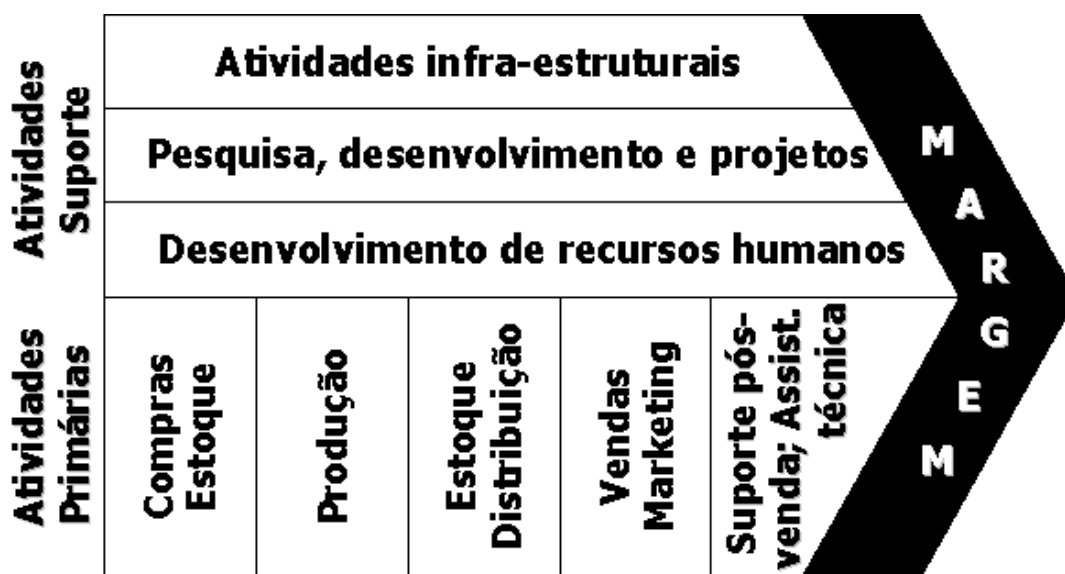 Atividades
Suporte
Atividades infra-estruturais
Pesquisa, desenvolvimento e projetos
Desenvolvimento de recursos humanos
Atividades
Primárias
Compras
Estoque
Produção
Estoque
Distribuição
Vendas
Marketing
Suporte pós-
venda; Assist.
técnica
MARGEM